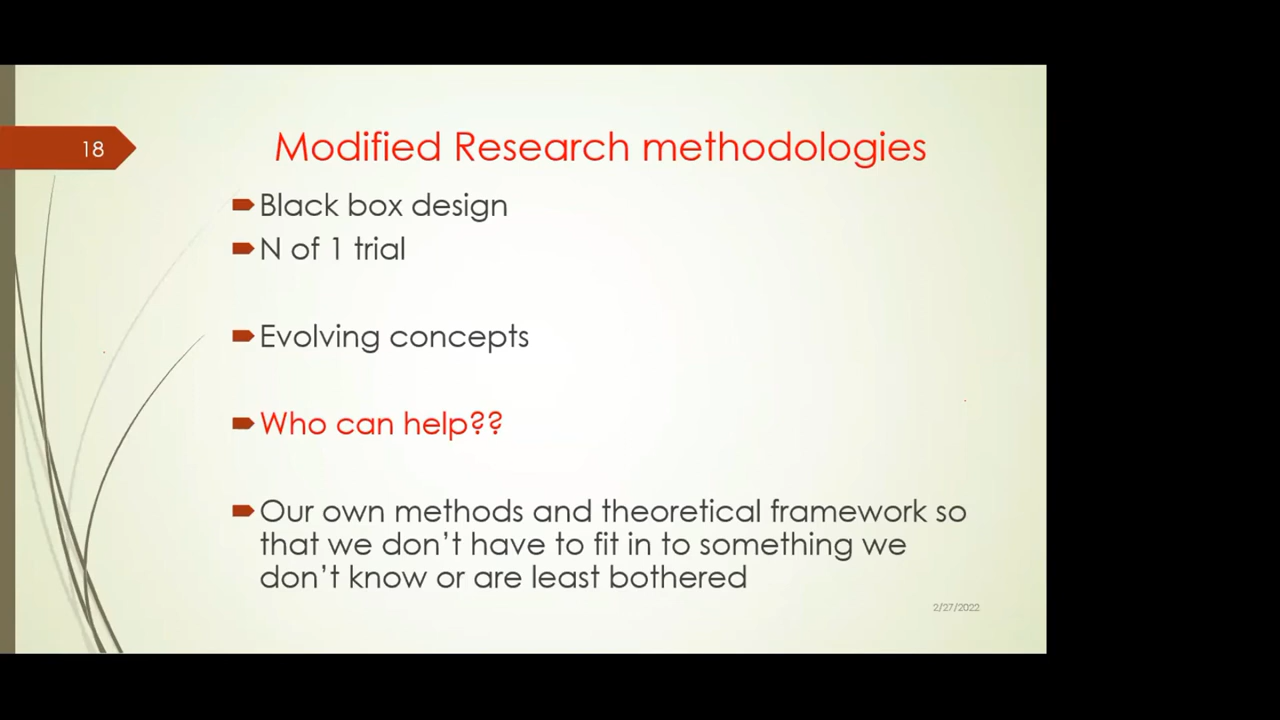 18
Modified Research methodologies
Black box design
N of 1 trial
Evolving concepts
Who can help??
Our own methods and theoretical framework so
that we don't have to fit in to something we
don't know or are least bothered
2/27/2022